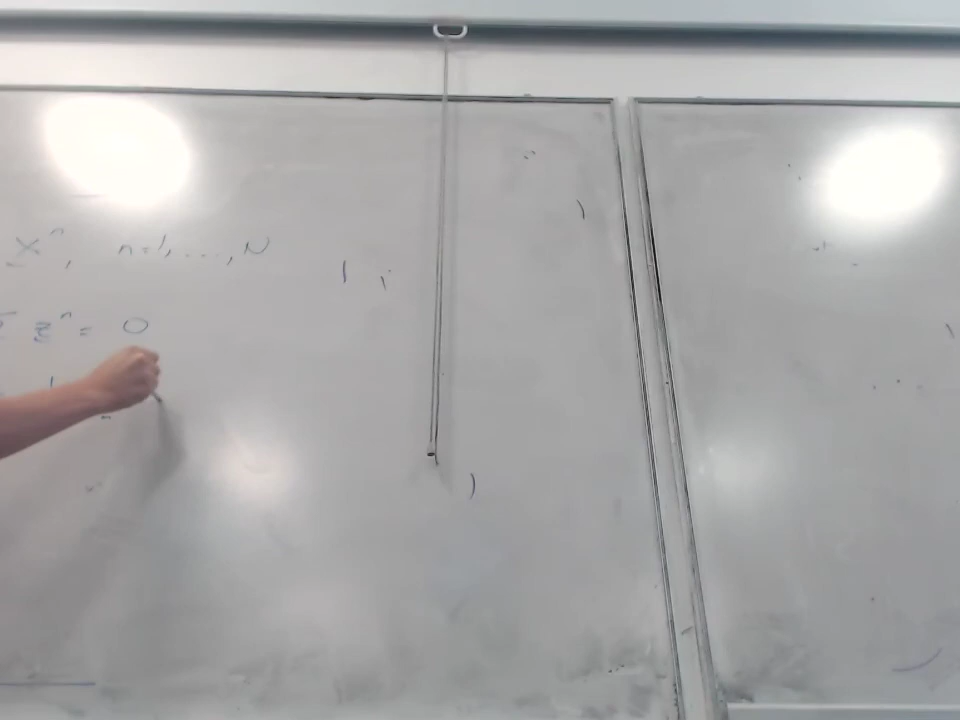 x^n, n=1, ..., N
z^n = 0